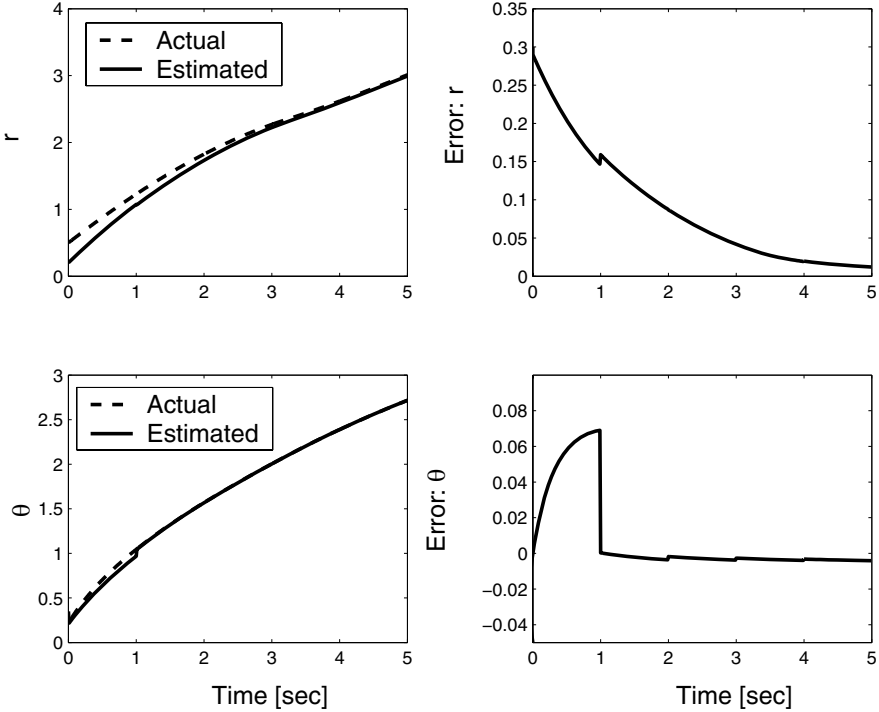 4
3
2
1
0
r
Actual
Estimated
0 1 2 3 4 5
0.35
0.3
0.25
0.2
0.15
0.1
0.05
0
Error: r
0 1 2 3 4 5
3
2.5
2
1.5
1
0.5
0
θ
Actual
Estimated
0 1 2 3 4 5
Time [sec]
0.08
0.06
0.04
0.02
0
−0.02
−0.04
Error: θ
0 1 2 3 4 5
Time [sec]